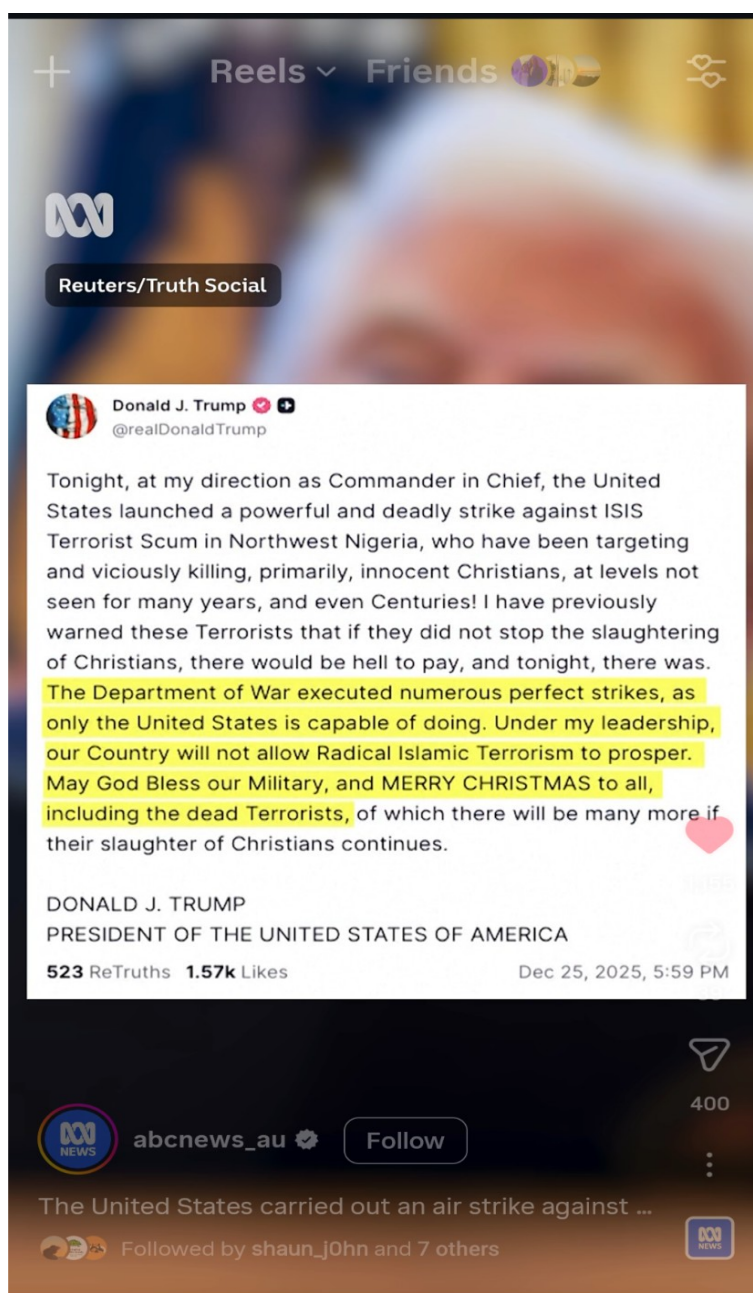 Reels Friends
Reuters/Truth Social
Donald J. Trump
@realDonaldTrump
Tonight, at my direction as Commander in Chief, the United
States launched a powerful and deadly strike against ISIS
Terrorist Scum in Northwest Nigeria, who have been targeting
and viciously killing, primarily, innocent Christians, at levels not
seen for many years, and even Centuries! I have previously
warned these Terrorists that if they did not stop the slaughtering
of Christians, there would be hell to pay, and tonight, there was.
The Department of War executed numerous perfect strikes, as
only the United States is capable of doing. Under my leadership,
our Country will not allow Radical Islamic Terrorism to prosper.
May God Bless our Military, and MERRY CHRISTMAS to all,
including the dead Terrorists, of which there will be many more if
their slaughter of Christians continues.
DONALD J. TRUMP
PRESIDENT OF THE UNITED STATES OF AMERICA
523 ReTruths 1.57k Likes Dec 25, 2025, 5:59 PM
400
NEWS
abcnews_au Follow
The United States carried out an air strike against ...
Followed by shaun_j0hn and 7 others
NEWS